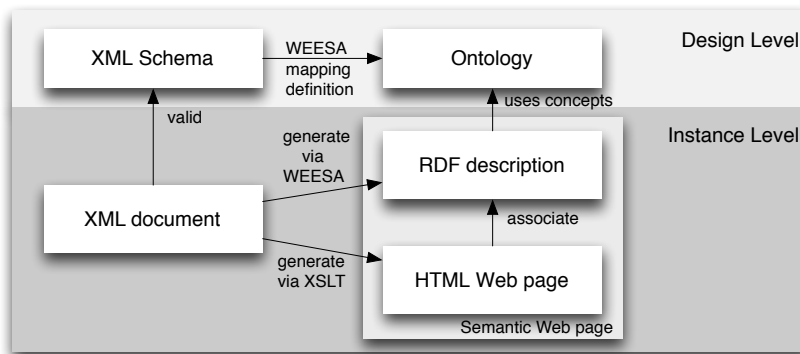 XML Schema
WEESA
mapping
definition
Ontology
Design Level
valid
uses concepts
Instance Level
generate
via
WEESA
RDF description
XML document
associate
generate
via XSLT
HTML Web page
Semantic Web page